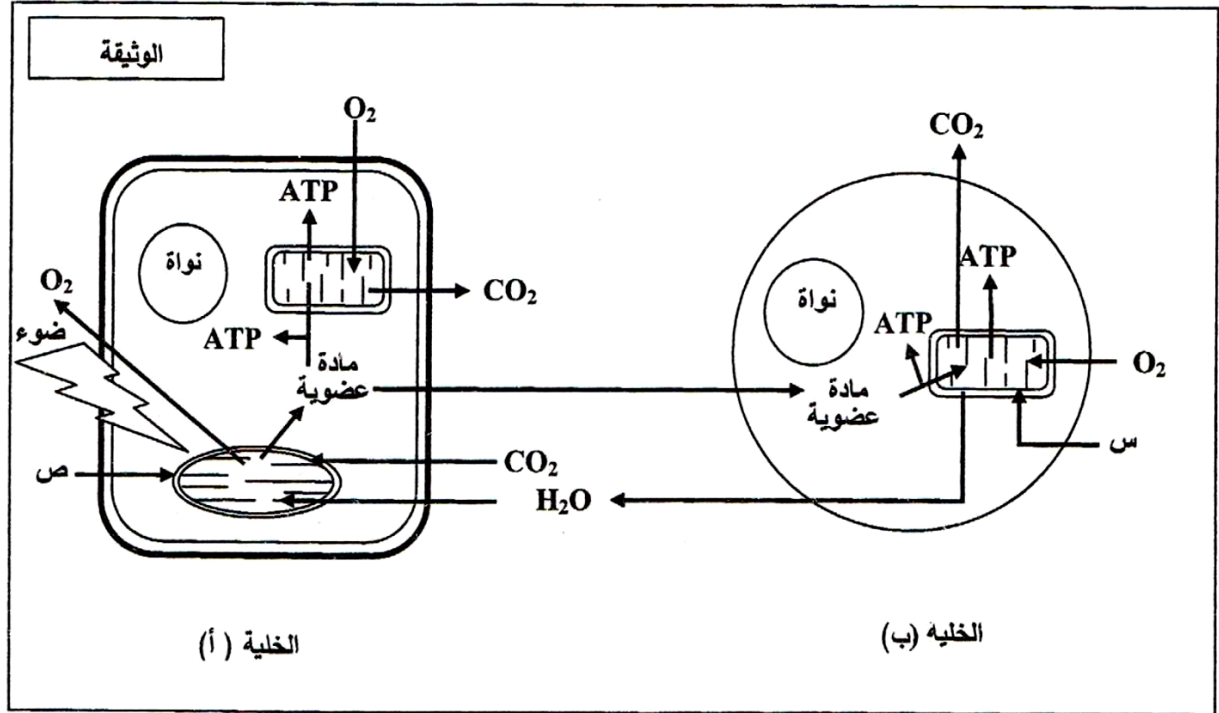 الوثيقة
O₂
CO₂
ATP
نواة
CO₂
O₂
ATP
ضوء
مادة
عضوية
ص
CO₂
H₂O
ATP
نواة
ATP
O₂
مادة
عضوية
س
الخلية ( أ)
الخلية (ب)